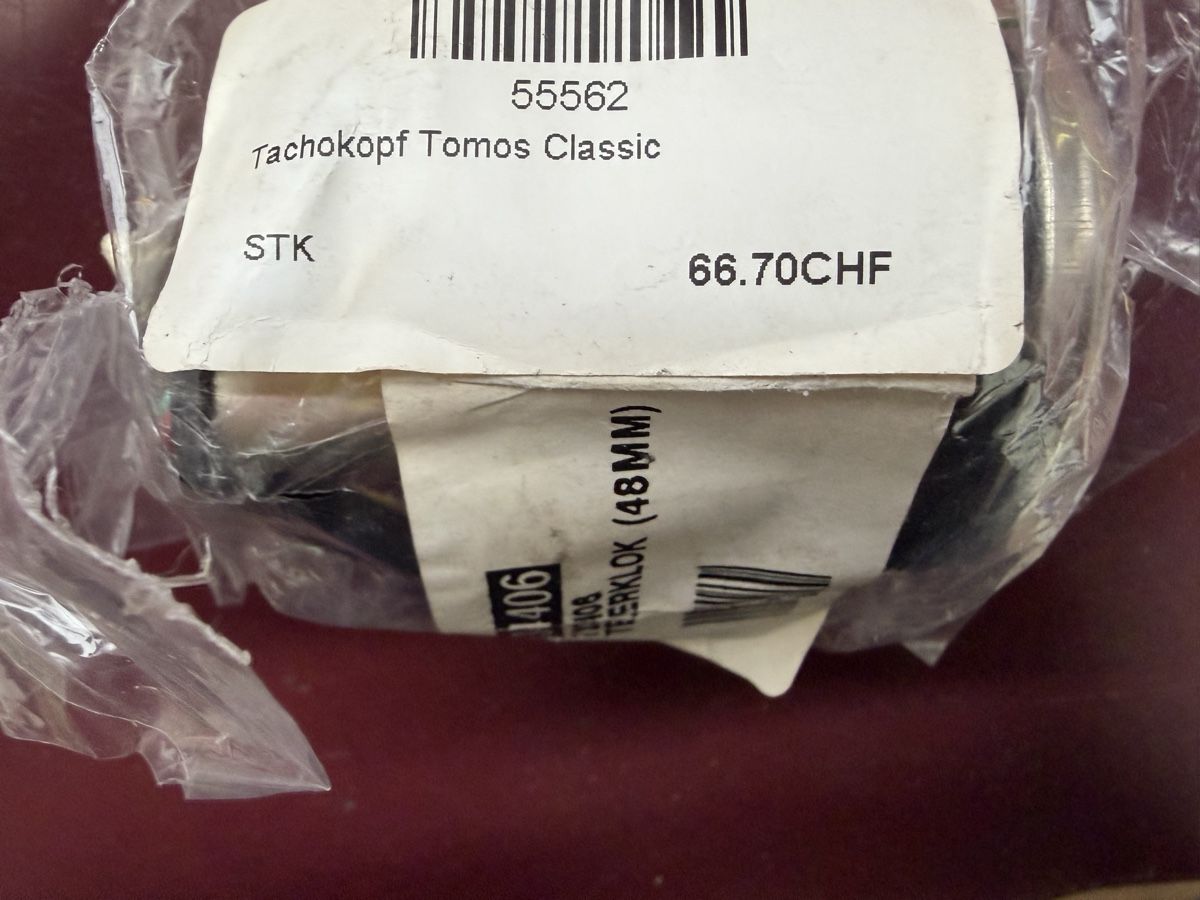 55562
Tachokopf Tomos Classic
STK
66.70CHF
(48MM)